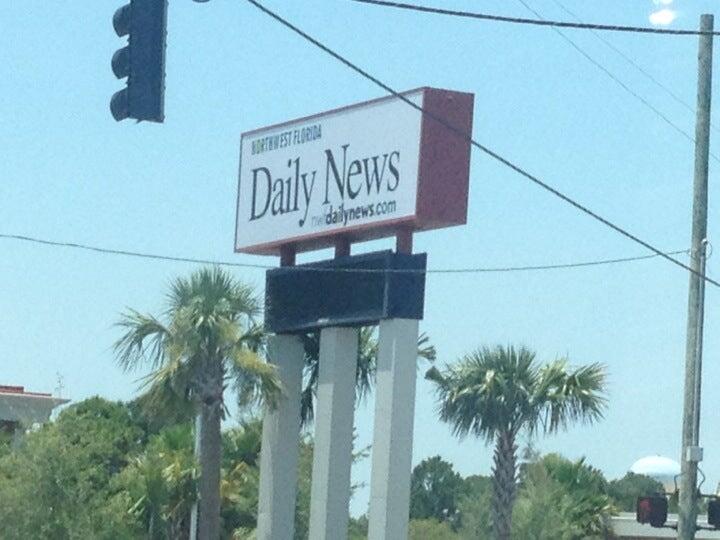 NORTHWEST FLORIDA
Daily News
nwfdailynews.com